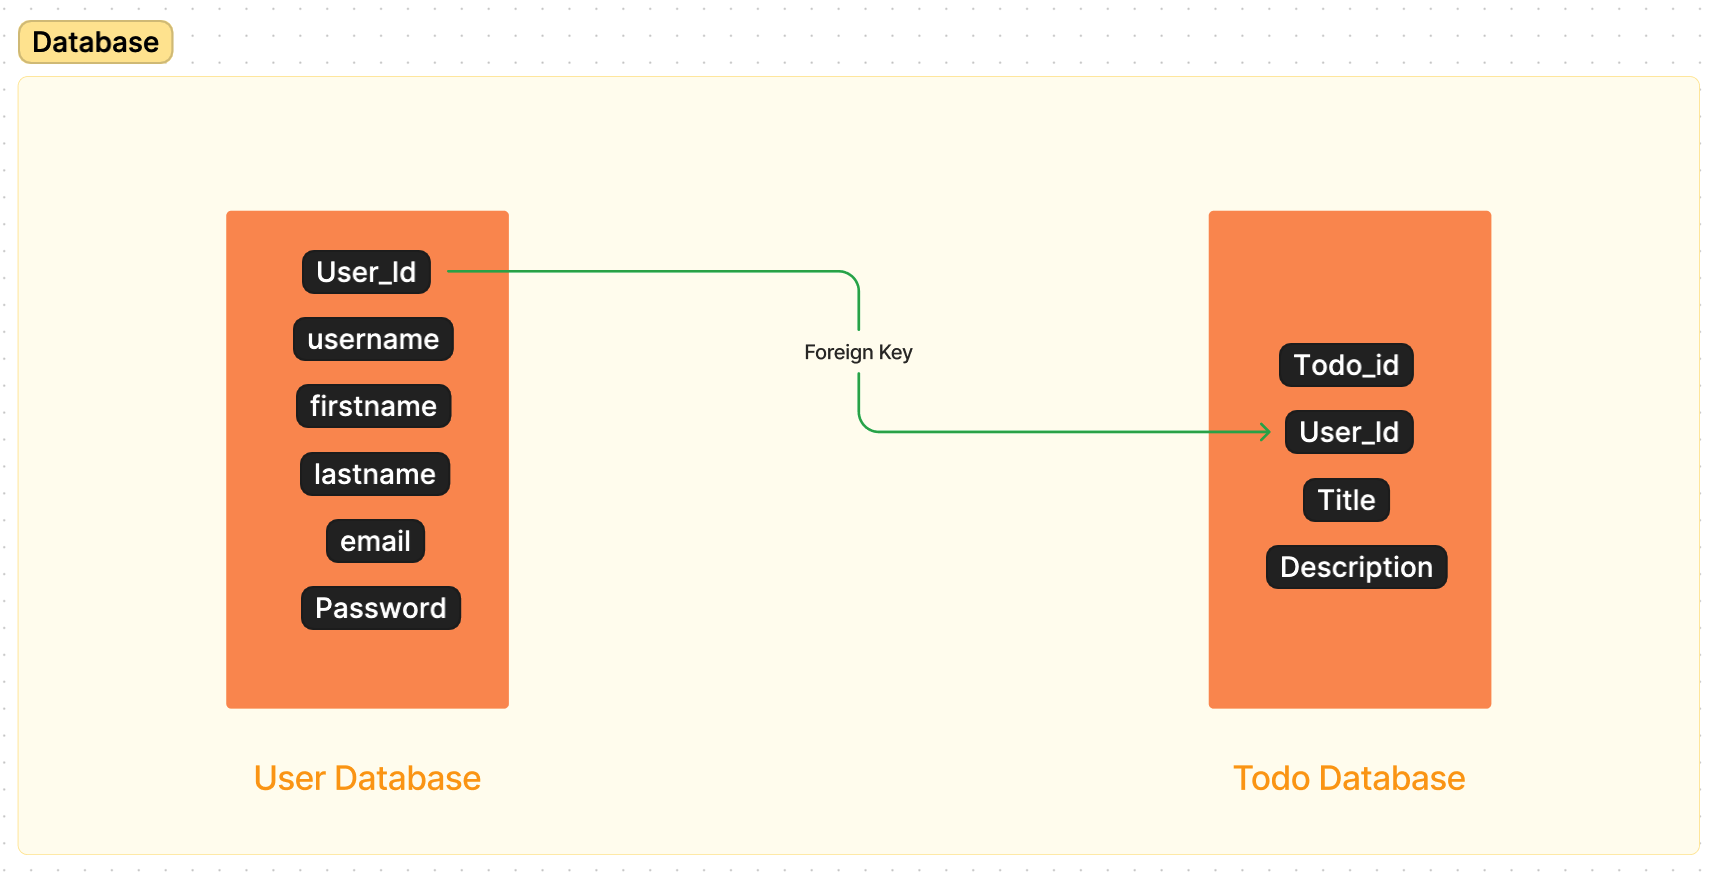 Database
User_Id
username
firstname
lastname
email
Password
User Database
Foreign Key
Todo_id
User_Id
Title
Description
Todo Database